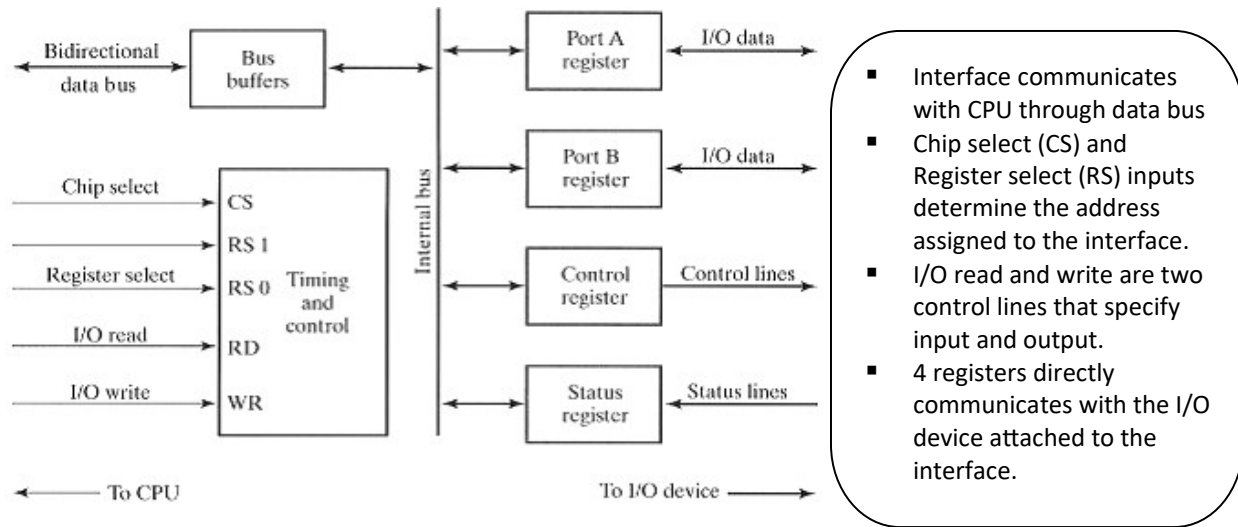 Bidirectional
data bus
Bus
buffers
Chip select
Register select
I/O read
I/O write
CS
RS 1
RS 0
RD
WR
Timing
and
control
Internal bus
Port A
register
I/O data
Port B
register
I/O data
Control
register
Control lines
Status
register
Status lines
To CPU
To I/O device
▪ Interface communicates
with CPU through data bus
▪ Chip select (CS) and
Register select (RS) inputs
determine the address
assigned to the interface.
▪ I/O read and write are two
control lines that specify
input and output.
▪ 4 registers directly
communicates with the I/O
device attached to the
interface.